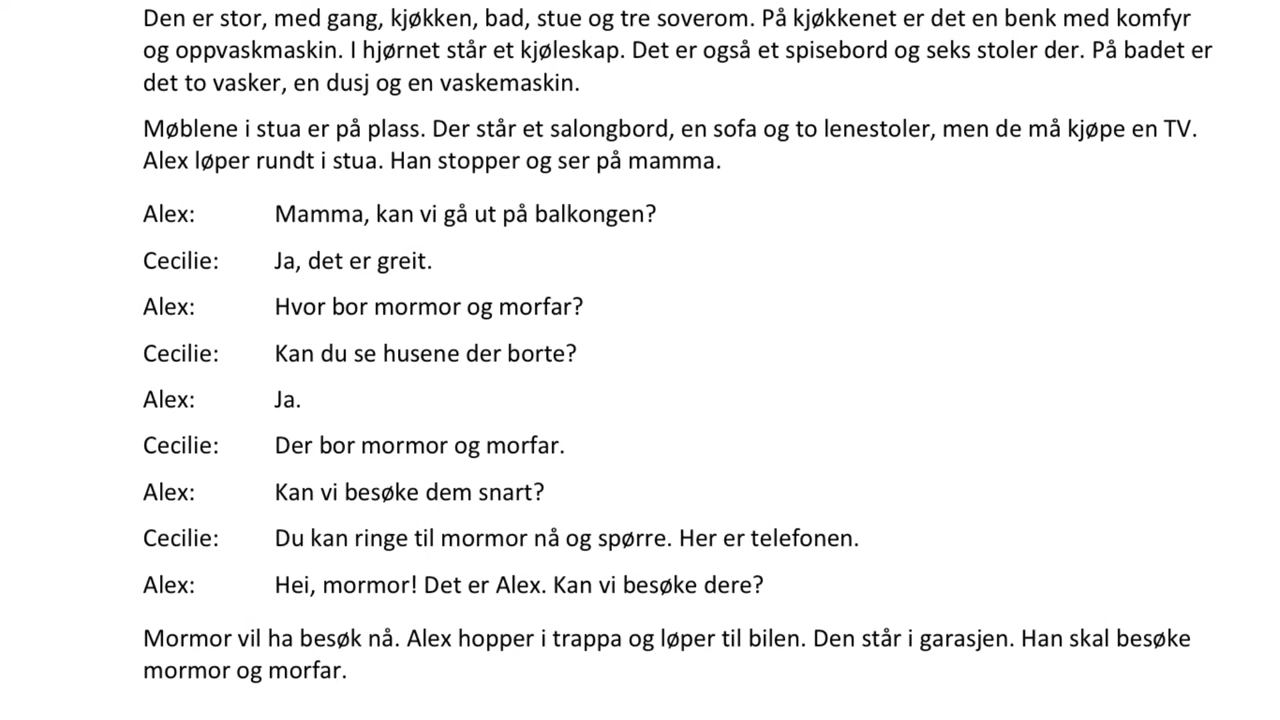 Den er stor, med gang, kjøkken, bad, stue og tre soverom. På kjøkkenet er det en benk med komfyr
og oppvaskmaskin. I hjørnet står et kjøleskap. Det er også et spisebord og seks stoler der. På badet er
det to vasker, en dusj og en vaskemaskin.
Møblene i stua er på plass. Der står et salongbord, en sofa og to lenestoler, men de må kjøpe en TV.
Alex løper rundt i stua. Han stopper og ser på mamma.
Alex: Mamma, kan vi gå ut på balkongen?
Cecilie: Ja, det er greit.
Alex: Hvor bor mormor og morfar?
Cecilie: Kan du se husene der borte?
Alex: Ja.
Cecilie: Der bor mormor og morfar.
Alex: Kan vi besøke dem snart?
Cecilie: Du kan ringe til mormor nå og spørre. Her er telefonen.
Alex: Hei, mormor! Det er Alex. Kan vi besøke dere?
Mormor vil ha besøk nå. Alex hopper i trappa og løper til bilen. Den står i garasjen. Han skal besøke
mormor og morfar.